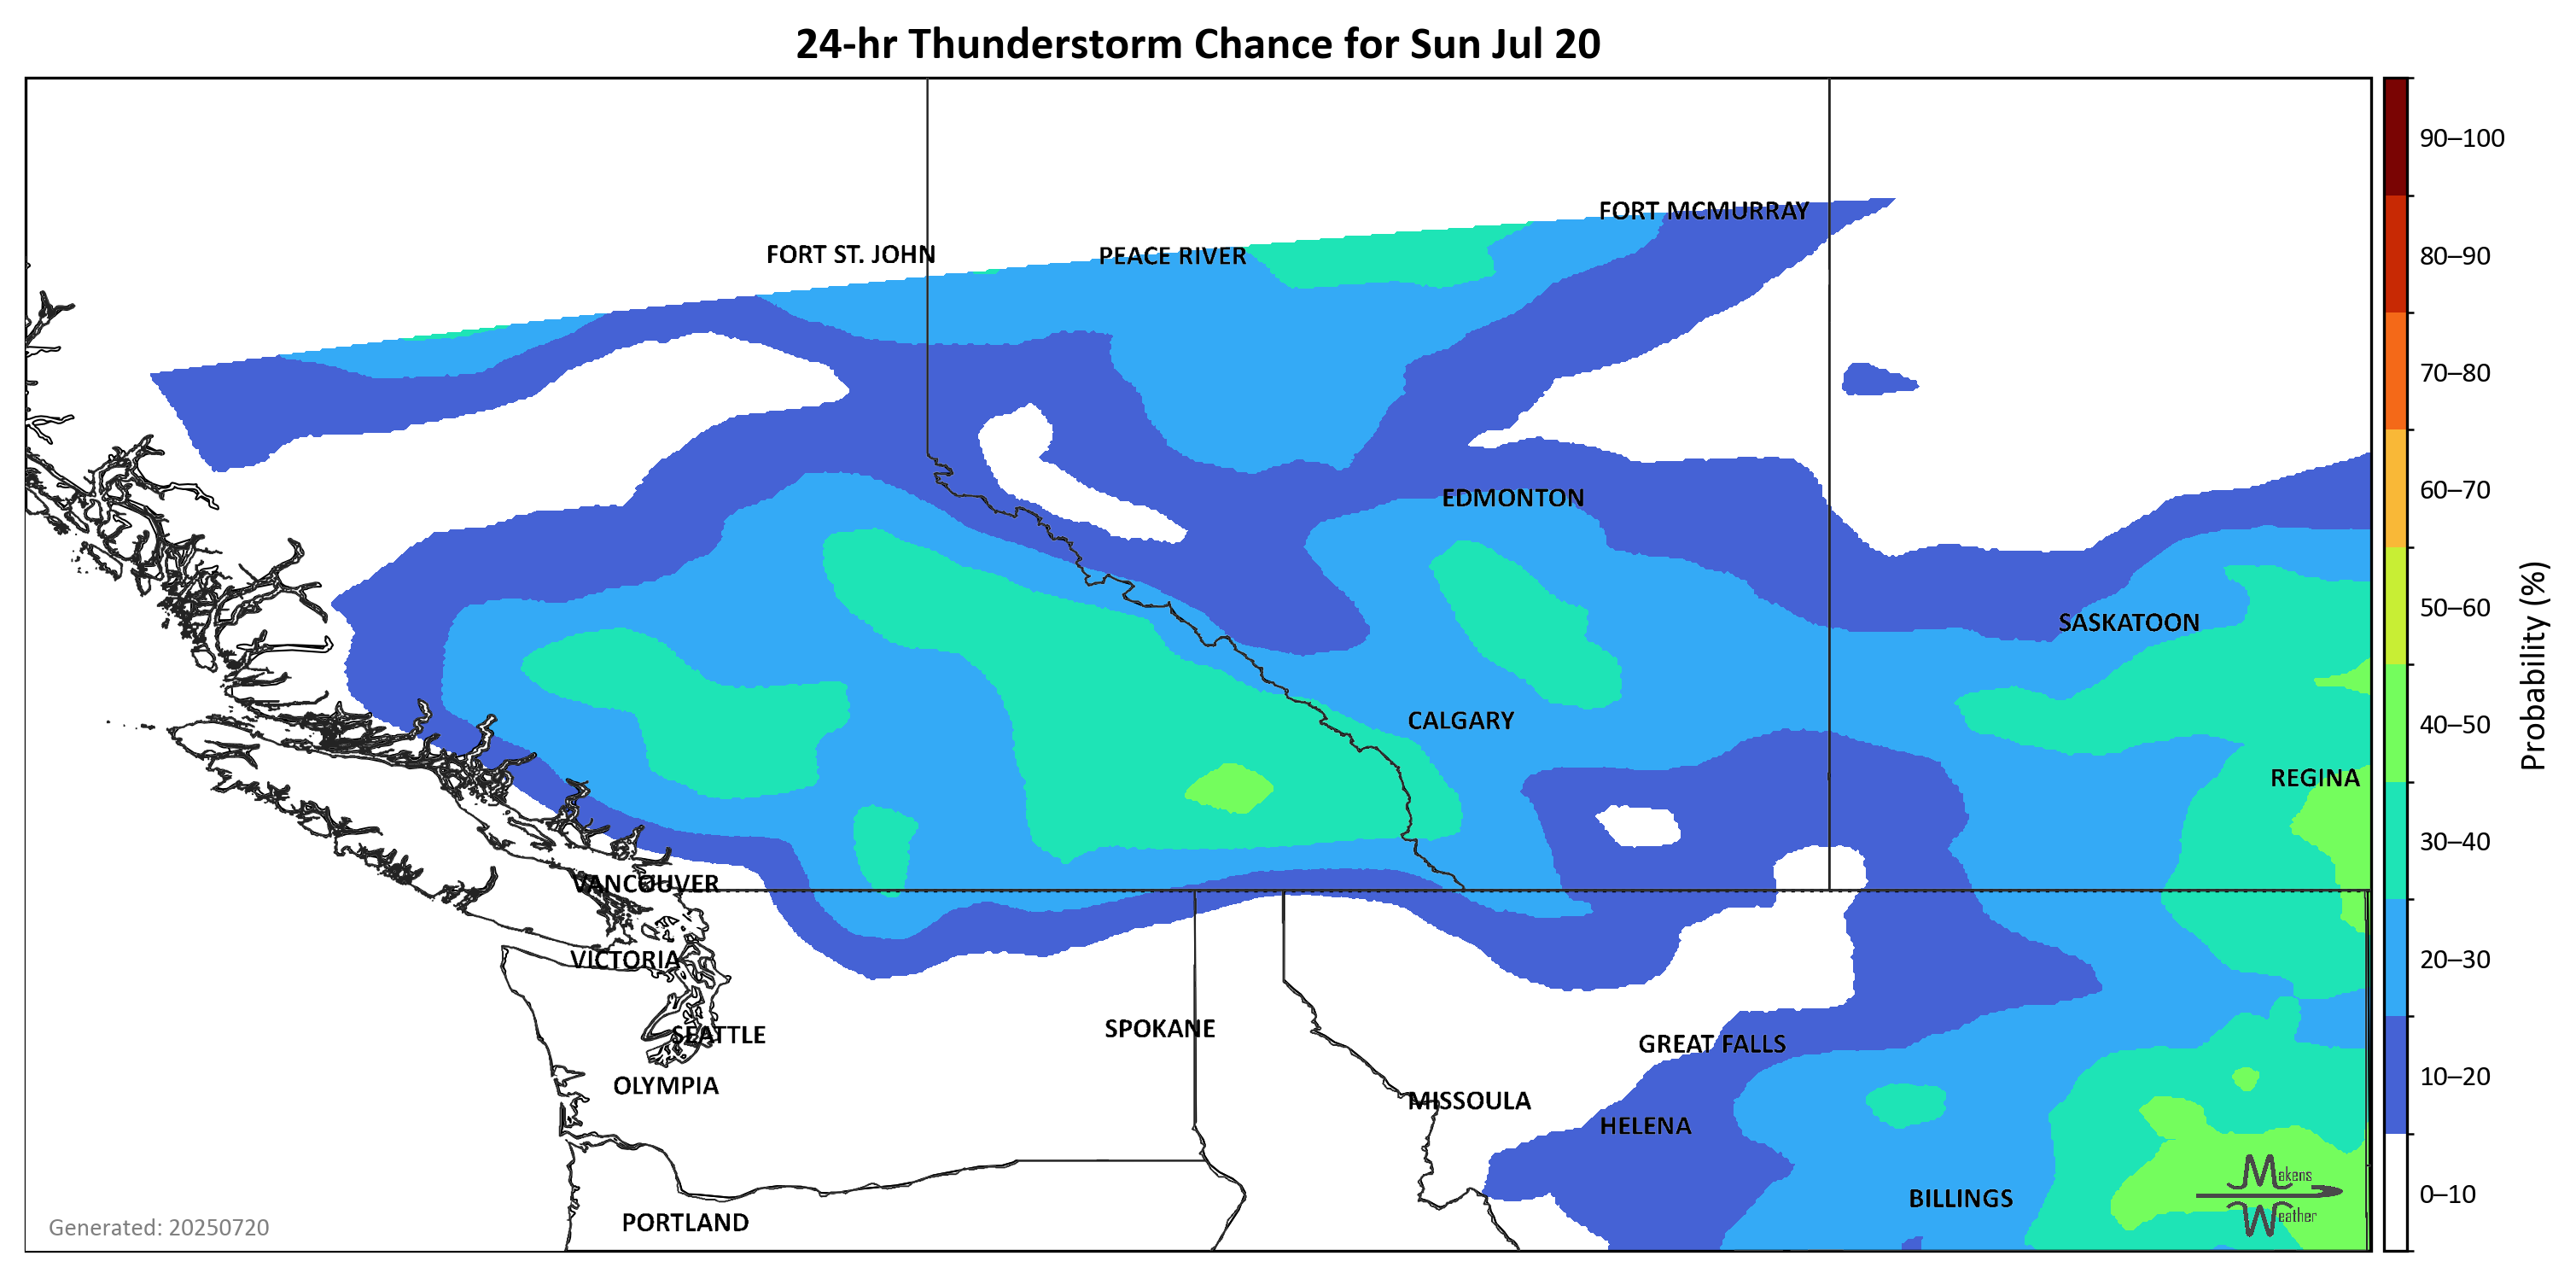 24-hr Thunderstorm Chance for Sun Jul 20
90–100
FORT MCMURRAY
FORT ST. JOHN
PEACE RIVER
80–90
70–80
60–70
EDMONTON
50–60
SASKATOON
CALGARY
40–50
Probability (%)
REGINA
30–40
VANCOUVER
VICTORIA
20–30
SPOKANE
SEATTLE
GREAT FALLS
10–20
OLYMPIA
MISSOULA
HELENA
Makens
0–10
BILLINGS
Weather
PORTLAND
Generated: 20250720